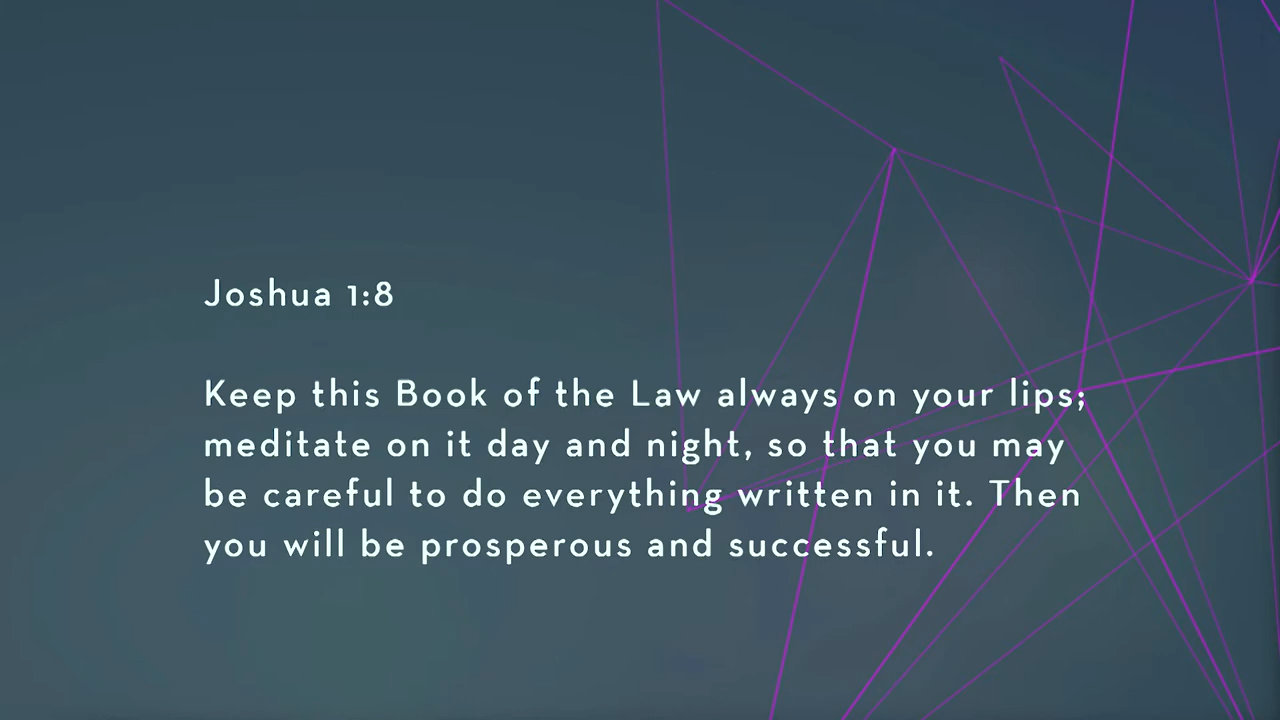 Joshua 1:8
Keep this Book of the Law always on your lips;
meditate on it day and night, so that you may
be careful to do everything written in it. Then
you will be prosperous and successful.